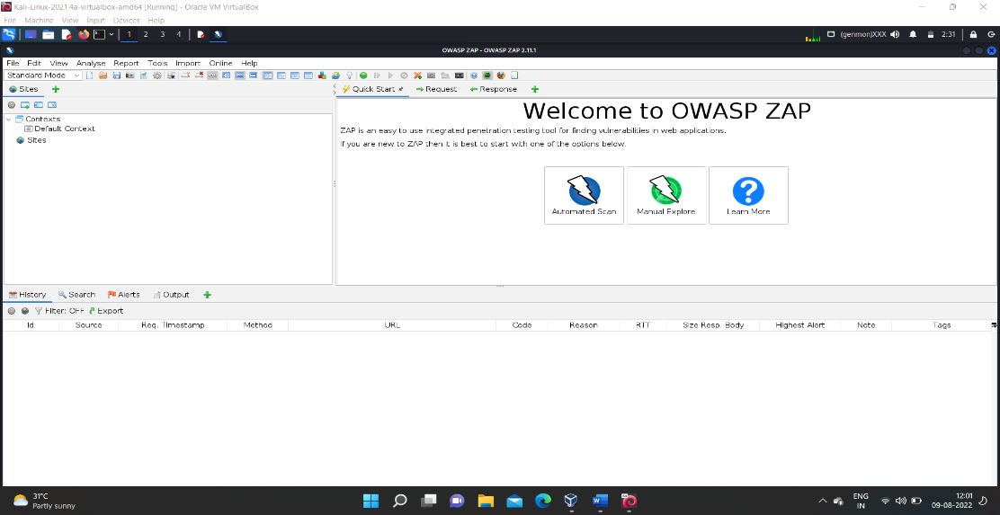 Kali-Linux-2021.4a-virtualbox-amd64 [Running] - Oracle VM VirtualBox
File Machine View Input Devices Help
1 2 3 4 (genmon)XXX 2:31
OWASP ZAP - OWASP ZAP 2.11.1
File Edit View Analyse Report Tools Import Online Help
Standard Mode
Sites Quick Start Request Response
Contexts
Default Context
Sites
Welcome to OWASP ZAP
ZAP is an easy to use integrated penetration testing tool for finding vulnerabilities in web applications.
If you are new to ZAP then it is best to start with one of the options below.
Automated Scan Manual Explore Learn More
History Search Alerts Output
Filter: OFF Export
Id Source Req. Timestamp Method URL Code Reason RTT Size Resp. Body Highest Alert Note Tags
31°C
Partly sunny
ENG
IN
12:01
09-08-2022